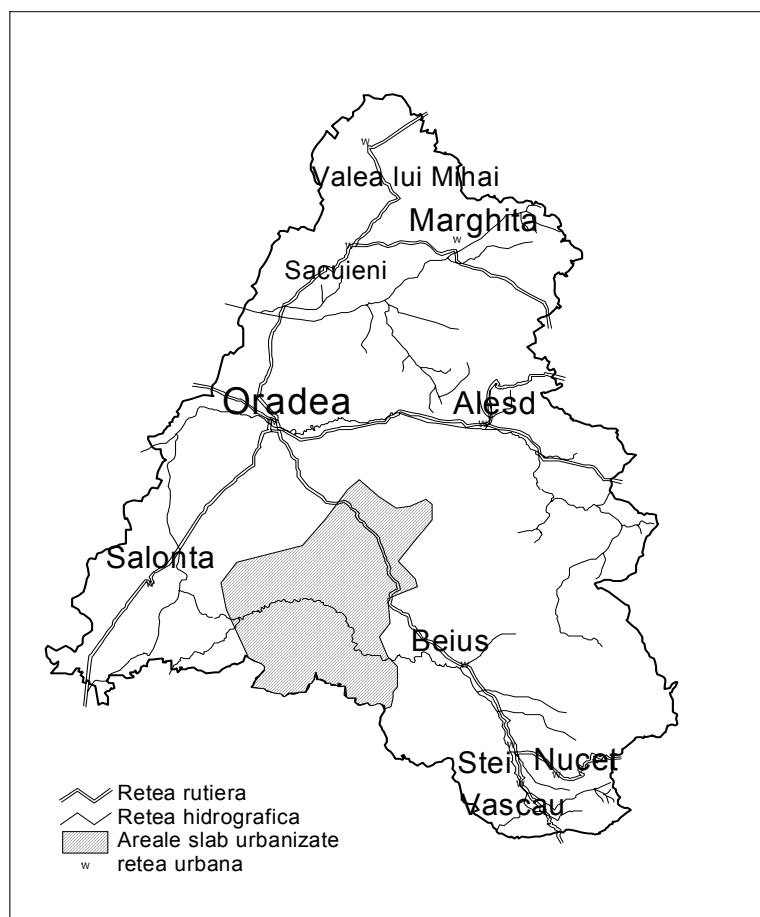 Valea lui Mihai
Marghita
Sacuieni
Oradea
Alesd
Salonta
Beius
Stei
Nucet
Vascau
Retea rutiera
Retea hidrografica
Areale slab urbanizate
w retea urbana